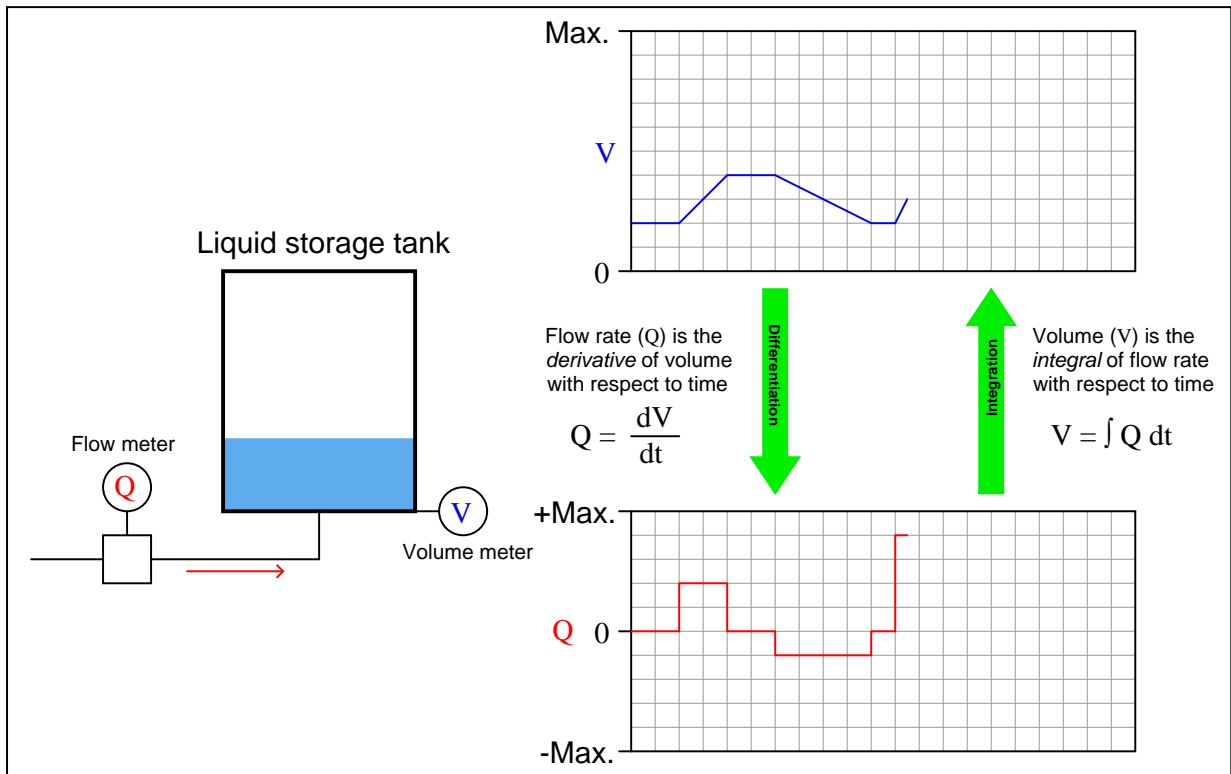 Max.
V
0
Liquid storage tank
Flow meter
Q
V
Volume meter
Flow rate (Q) is the
derivative of volume
with respect to time
Q = dV
dt
Differentiation
Integration
Volume (V) is the
integral of flow rate
with respect to time
V = ∫ Q dt
+Max.
Q 0
-Max.